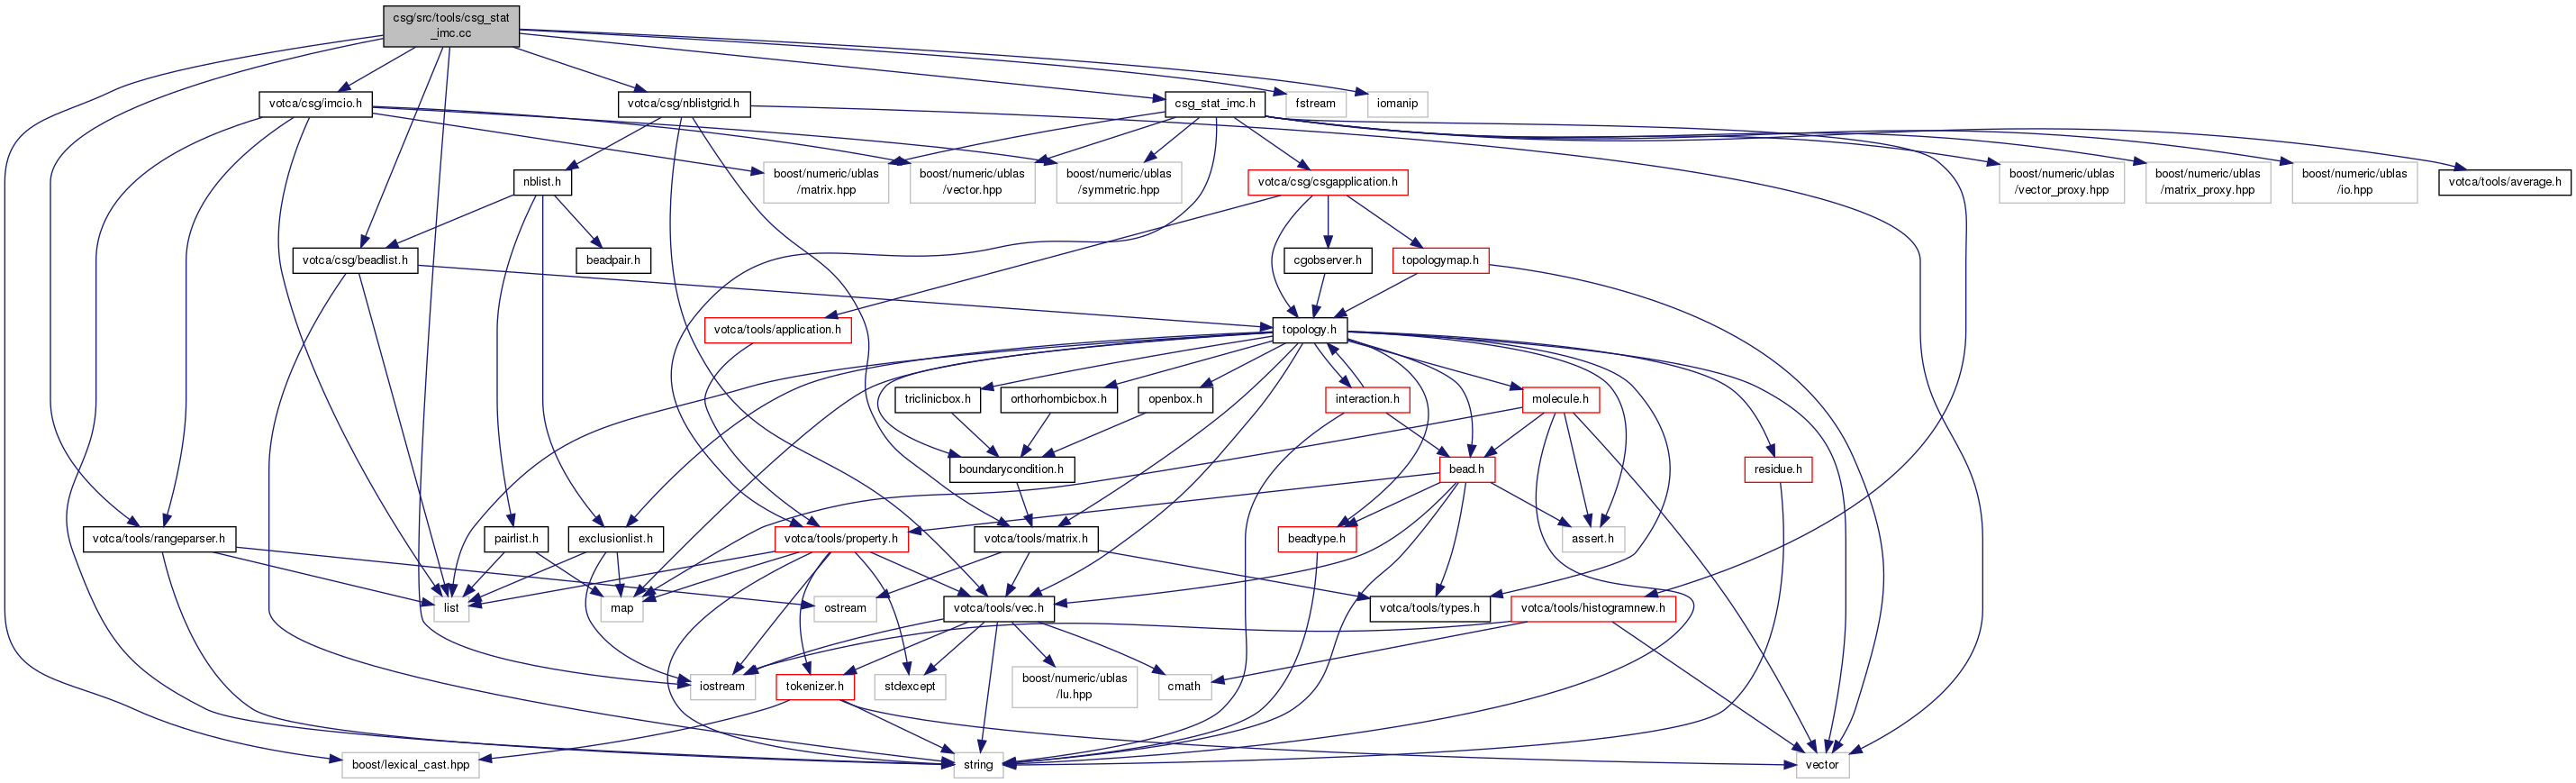 csg/src/tools/csg_stat
_imc.cc
votca/csg/imcio.h
votca/csg/nblistgrid.h
csg_stat_imc.h
fstream
iomanip
nblist.h
boost/numeric/ublas
/matrix.hpp
boost/numeric/ublas
/vector.hpp
boost/numeric/ublas
/symmetric.hpp
votca/csg/csgapplication.h
boost/numeric/ublas
/vector_proxy.hpp
boost/numeric/ublas
/matrix_proxy.hpp
boost/numeric/ublas
/io.hpp
votca/tools/average.h
votca/csg/beadlist.h
beadpair.h
cgobserver.h
topologymap.h
votca/tools/application.h
topology.h
triclinicbox.h
orthorhombicbox.h
openbox.h
interaction.h
molecule.h
boundarycondition.h
bead.h
residue.h
votca/tools/rangeparser.h
pairlist.h
exclusionlist.h
votca/tools/property.h
votca/tools/matrix.h
beadtype.h
assert.h
list
map
ostream
votca/tools/vec.h
votca/tools/types.h
votca/tools/histogramnew.h
iostream
tokenizer.h
stdexcept
boost/numeric/ublas
/lu.hpp
cmath
boost/lexical_cast.hpp
string
vector